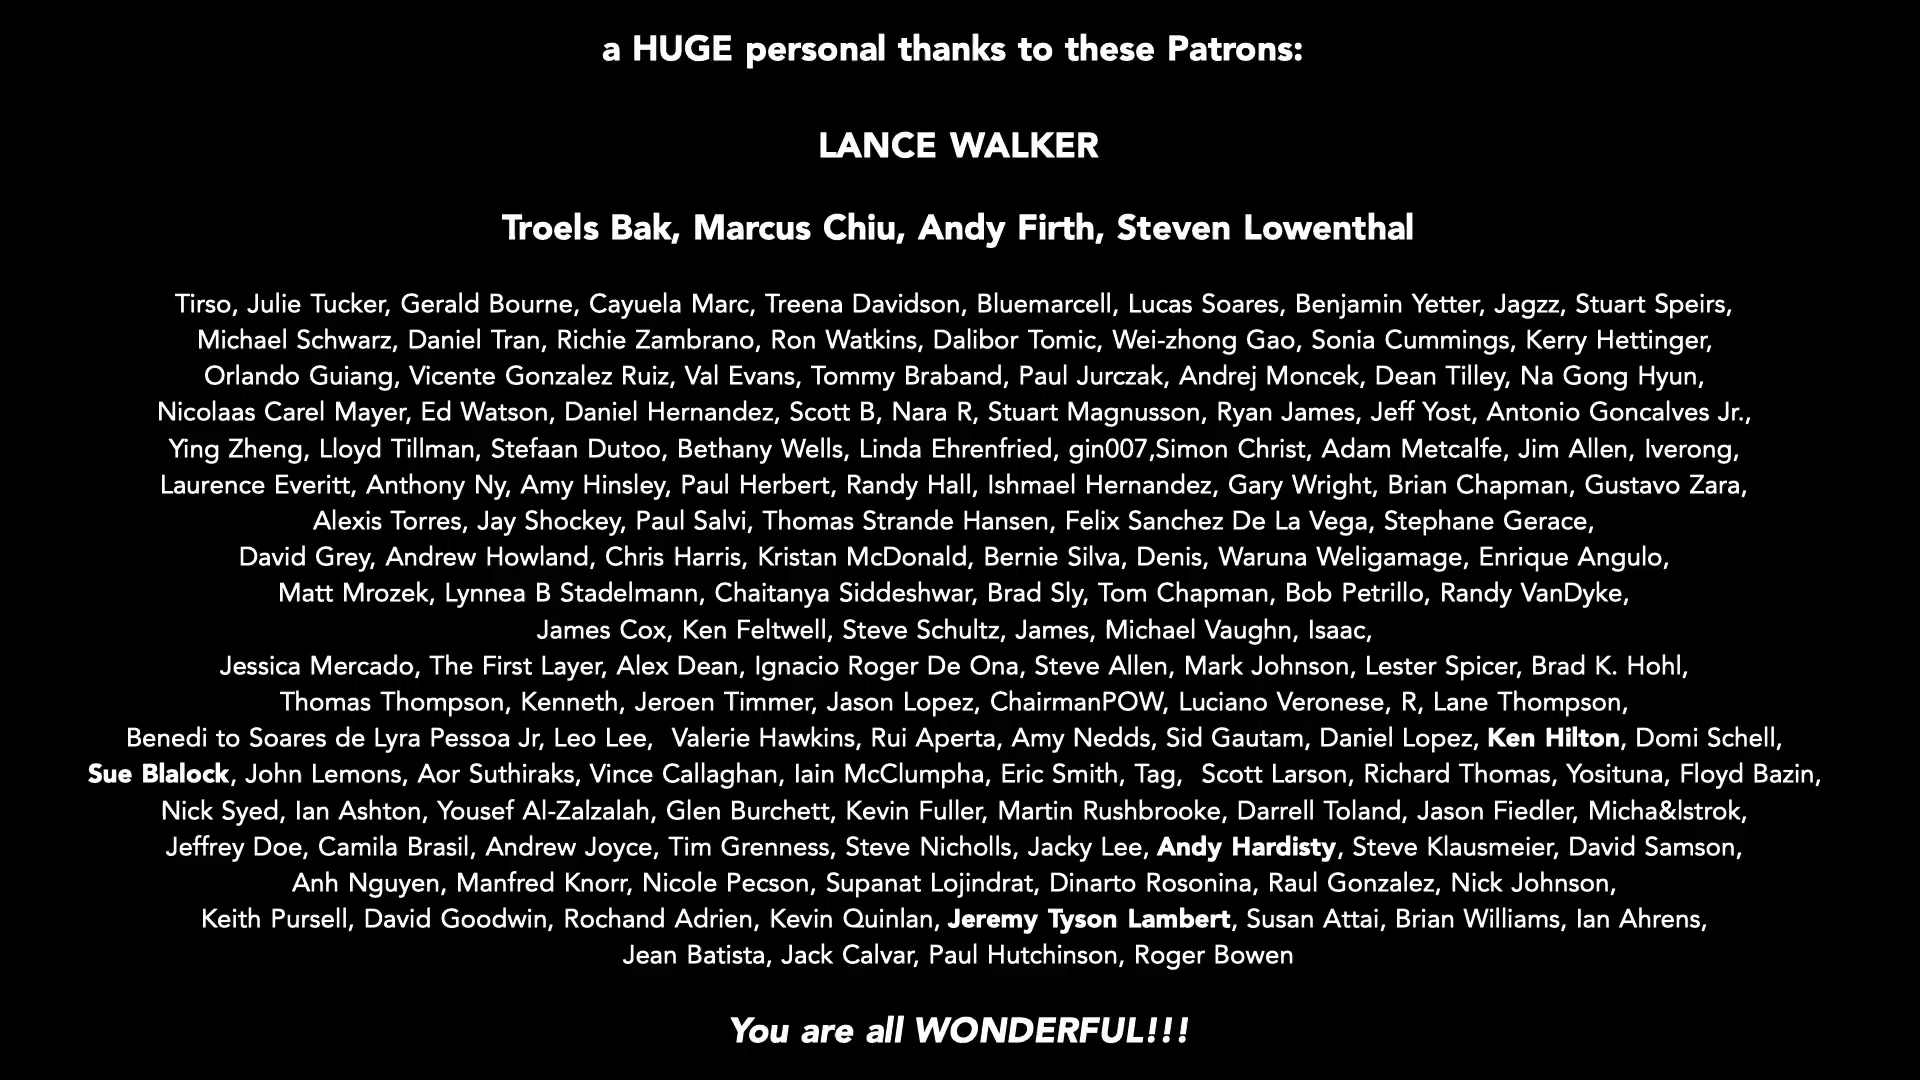 a HUGE personal thanks to these Patrons:
LANCE WALKER
Troels Bak, Marcus Chiu, Andy Firth, Steven Lowenthal
Tirso, Julie Tucker, Gerald Bourne, Cayuela Marc, Treena Davidson, Bluemarcell, Lucas Soares, Benjamin Yetter, Jagzz, Stuart Speirs,
Michael Schwarz, Daniel Tran, Richie Zambrano, Ron Watkins, Dalibor Tomic, Wei-zhong Gao, Sonia Cummings, Kerry Hettinger,
Orlando Guiang, Vicente Gonzalez Ruiz, Val Evans, Tommy Braband, Paul Jurczak, Andrej Moncek, Dean Tilley, Na Gong Hyun,
Nicolaas Carel Mayer, Ed Watson, Daniel Hernandez, Scott B, Nara R, Stuart Magnusson, Ryan James, Jeff Yost, Antonio Goncalves Jr.,
Ying Zheng, Lloyd Tillman, Stefaan Dutoo, Bethany Wells, Linda Ehrenfried, gin007,Simon Christ, Adam Metcalfe, Jim Allen, Iverong,
Laurence Everitt, Anthony Ny, Amy Hinsley, Paul Herbert, Randy Hall, Ishmael Hernandez, Gary Wright, Brian Chapman, Gustavo Zara,
Alexis Torres, Jay Shockey, Paul Salvi, Thomas Strande Hansen, Felix Sanchez De La Vega, Stephane Gerace,
David Grey, Andrew Howland, Chris Harris, Kristan McDonald, Bernie Silva, Denis, Waruna Weligamage, Enrique Angulo,
Matt Mrozek, Lynnea B Stadelmann, Chaitanya Siddeshwar, Brad Sly, Tom Chapman, Bob Petrillo, Randy VanDyke,
James Cox, Ken Feltwell, Steve Schultz, James, Michael Vaughn, Isaac,
Jessica Mercado, The First Layer, Alex Dean, Ignacio Roger De Ona, Steve Allen, Mark Johnson, Lester Spicer, Brad K. Hohl,
Thomas Thompson, Kenneth, Jeroen Timmer, Jason Lopez, ChairmanPOW, Luciano Veronese, R, Lane Thompson,
Benedi to Soares de Lyra Pessoa Jr, Leo Lee, Valerie Hawkins, Rui Aperta, Amy Nedds, Sid Gautam, Daniel Lopez, Ken Hilton, Domi Schell,
Sue Blalock, John Lemons, Aor Suthiraks, Vince Callaghan, Iain McClumpha, Eric Smith, Tag, Scott Larson, Richard Thomas, Yosituna, Floyd Bazin,
Nick Syed, Ian Ashton, Yousef Al-Zalzalah, Glen Burchett, Kevin Fuller, Martin Rushbrooke, Darrell Toland, Jason Fiedler, Micha&lstrok,
Jeffrey Doe, Camila Brasil, Andrew Joyce, Tim Grenness, Steve Nicholls, Jacky Lee, Andy Hardisty, Steve Klausmeier, David Samson,
Anh Nguyen, Manfred Knorr, Nicole Pecson, Supanat Lojindrat, Dinarto Rosonina, Raul Gonzalez, Nick Johnson,
Keith Pursell, David Goodwin, Rochand Adrien, Kevin Quinlan, Jeremy Tyson Lambert, Susan Attai, Brian Williams, Ian Ahrens,
Jean Batista, Jack Calvar, Paul Hutchinson, Roger Bowen
You are all WONDERFUL!!!